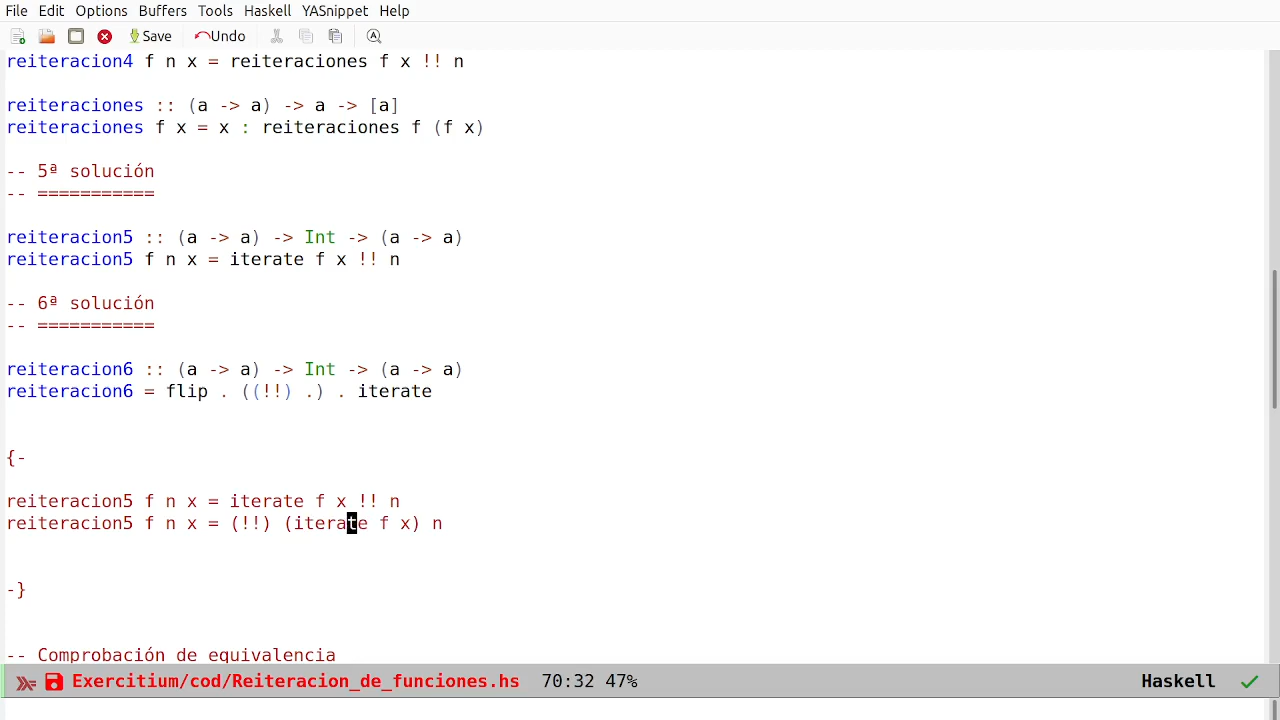 File Edit Options Buffers Tools Haskell YASnippet Help
Save Undo
reiteracion4 f n x = reiteraciones f x !! n
reiteraciones :: (a -> a) -> a -> [a]
reiteraciones f x = x : reiteraciones f (f x)
-- 5ª solución
-- ===========
reiteracion5 :: (a -> a) -> Int -> (a -> a)
reiteracion5 f n x = iterate f x !! n
-- 6ª solución
-- ===========
reiteracion6 :: (a -> a) -> Int -> (a -> a)
reiteracion6 = flip . ((!!) .) . iterate
{-
reiteracion5 f n x = iterate f x !! n
reiteracion5 f n x = (!!) (iterate f x) n
-}
-- Comprobación de equivalencia
Exercitium/cod/Reiteracion_de_funciones.hs 70:32 47% Haskell